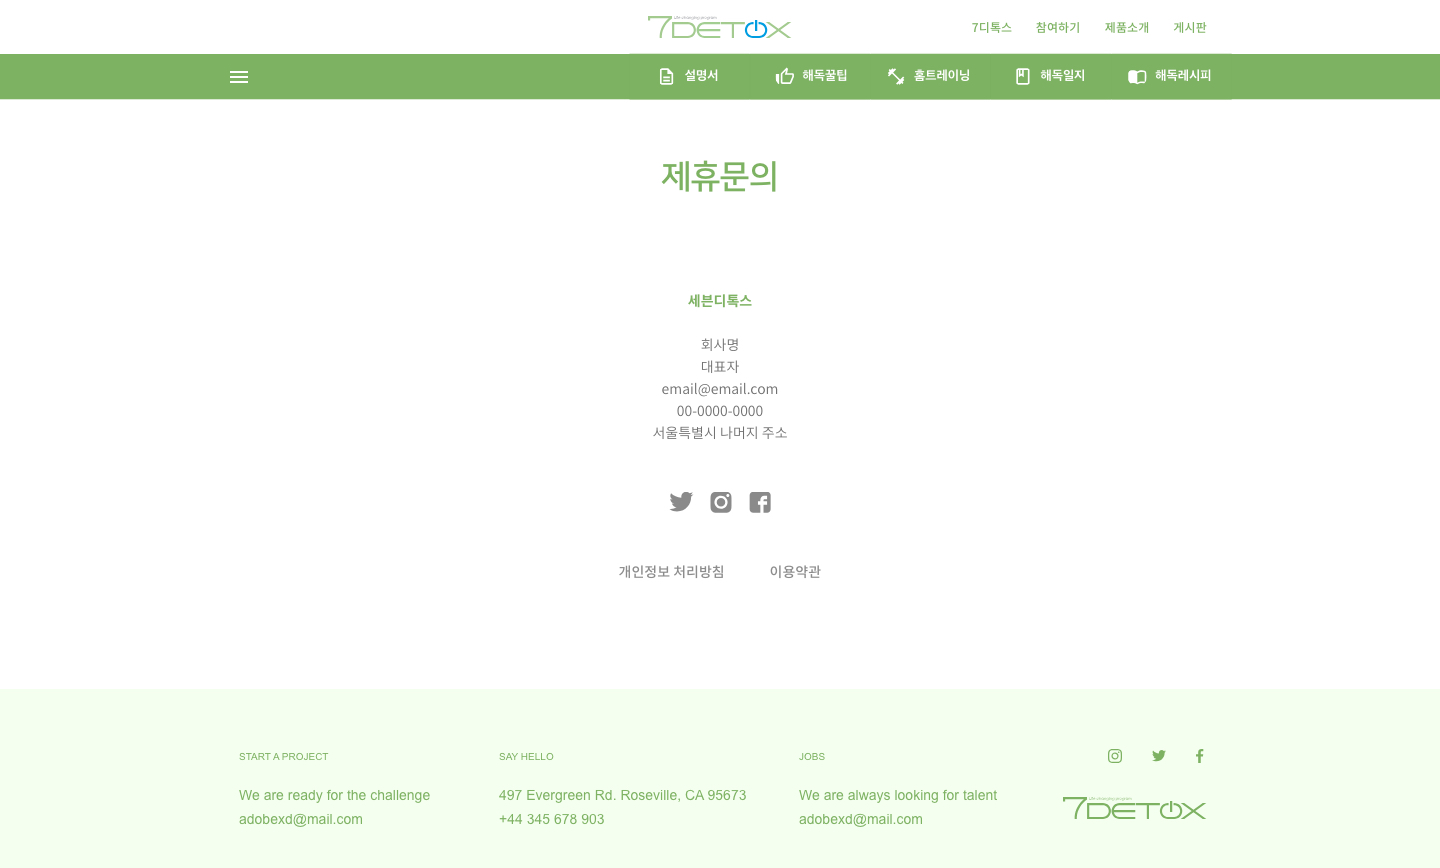 7DETOX
7디톡스
참여하기
제품소개
게시판
설명서
해독꿀팁
홈트레이닝
해독일지
해독레시피
제휴문의
세븐디톡스
회사명
대표자
email@email.com
00-0000-0000
서울특별시 나머지 주소
개인정보 처리방침
이용약관
START A PROJECT
We are ready for the challenge
adobexd@mail.com
SAY HELLO
497 Evergreen Rd. Roseville, CA 95673
+44 345 678 903
JOBS
We are always looking for talent
adobexd@mail.com
7DETOX